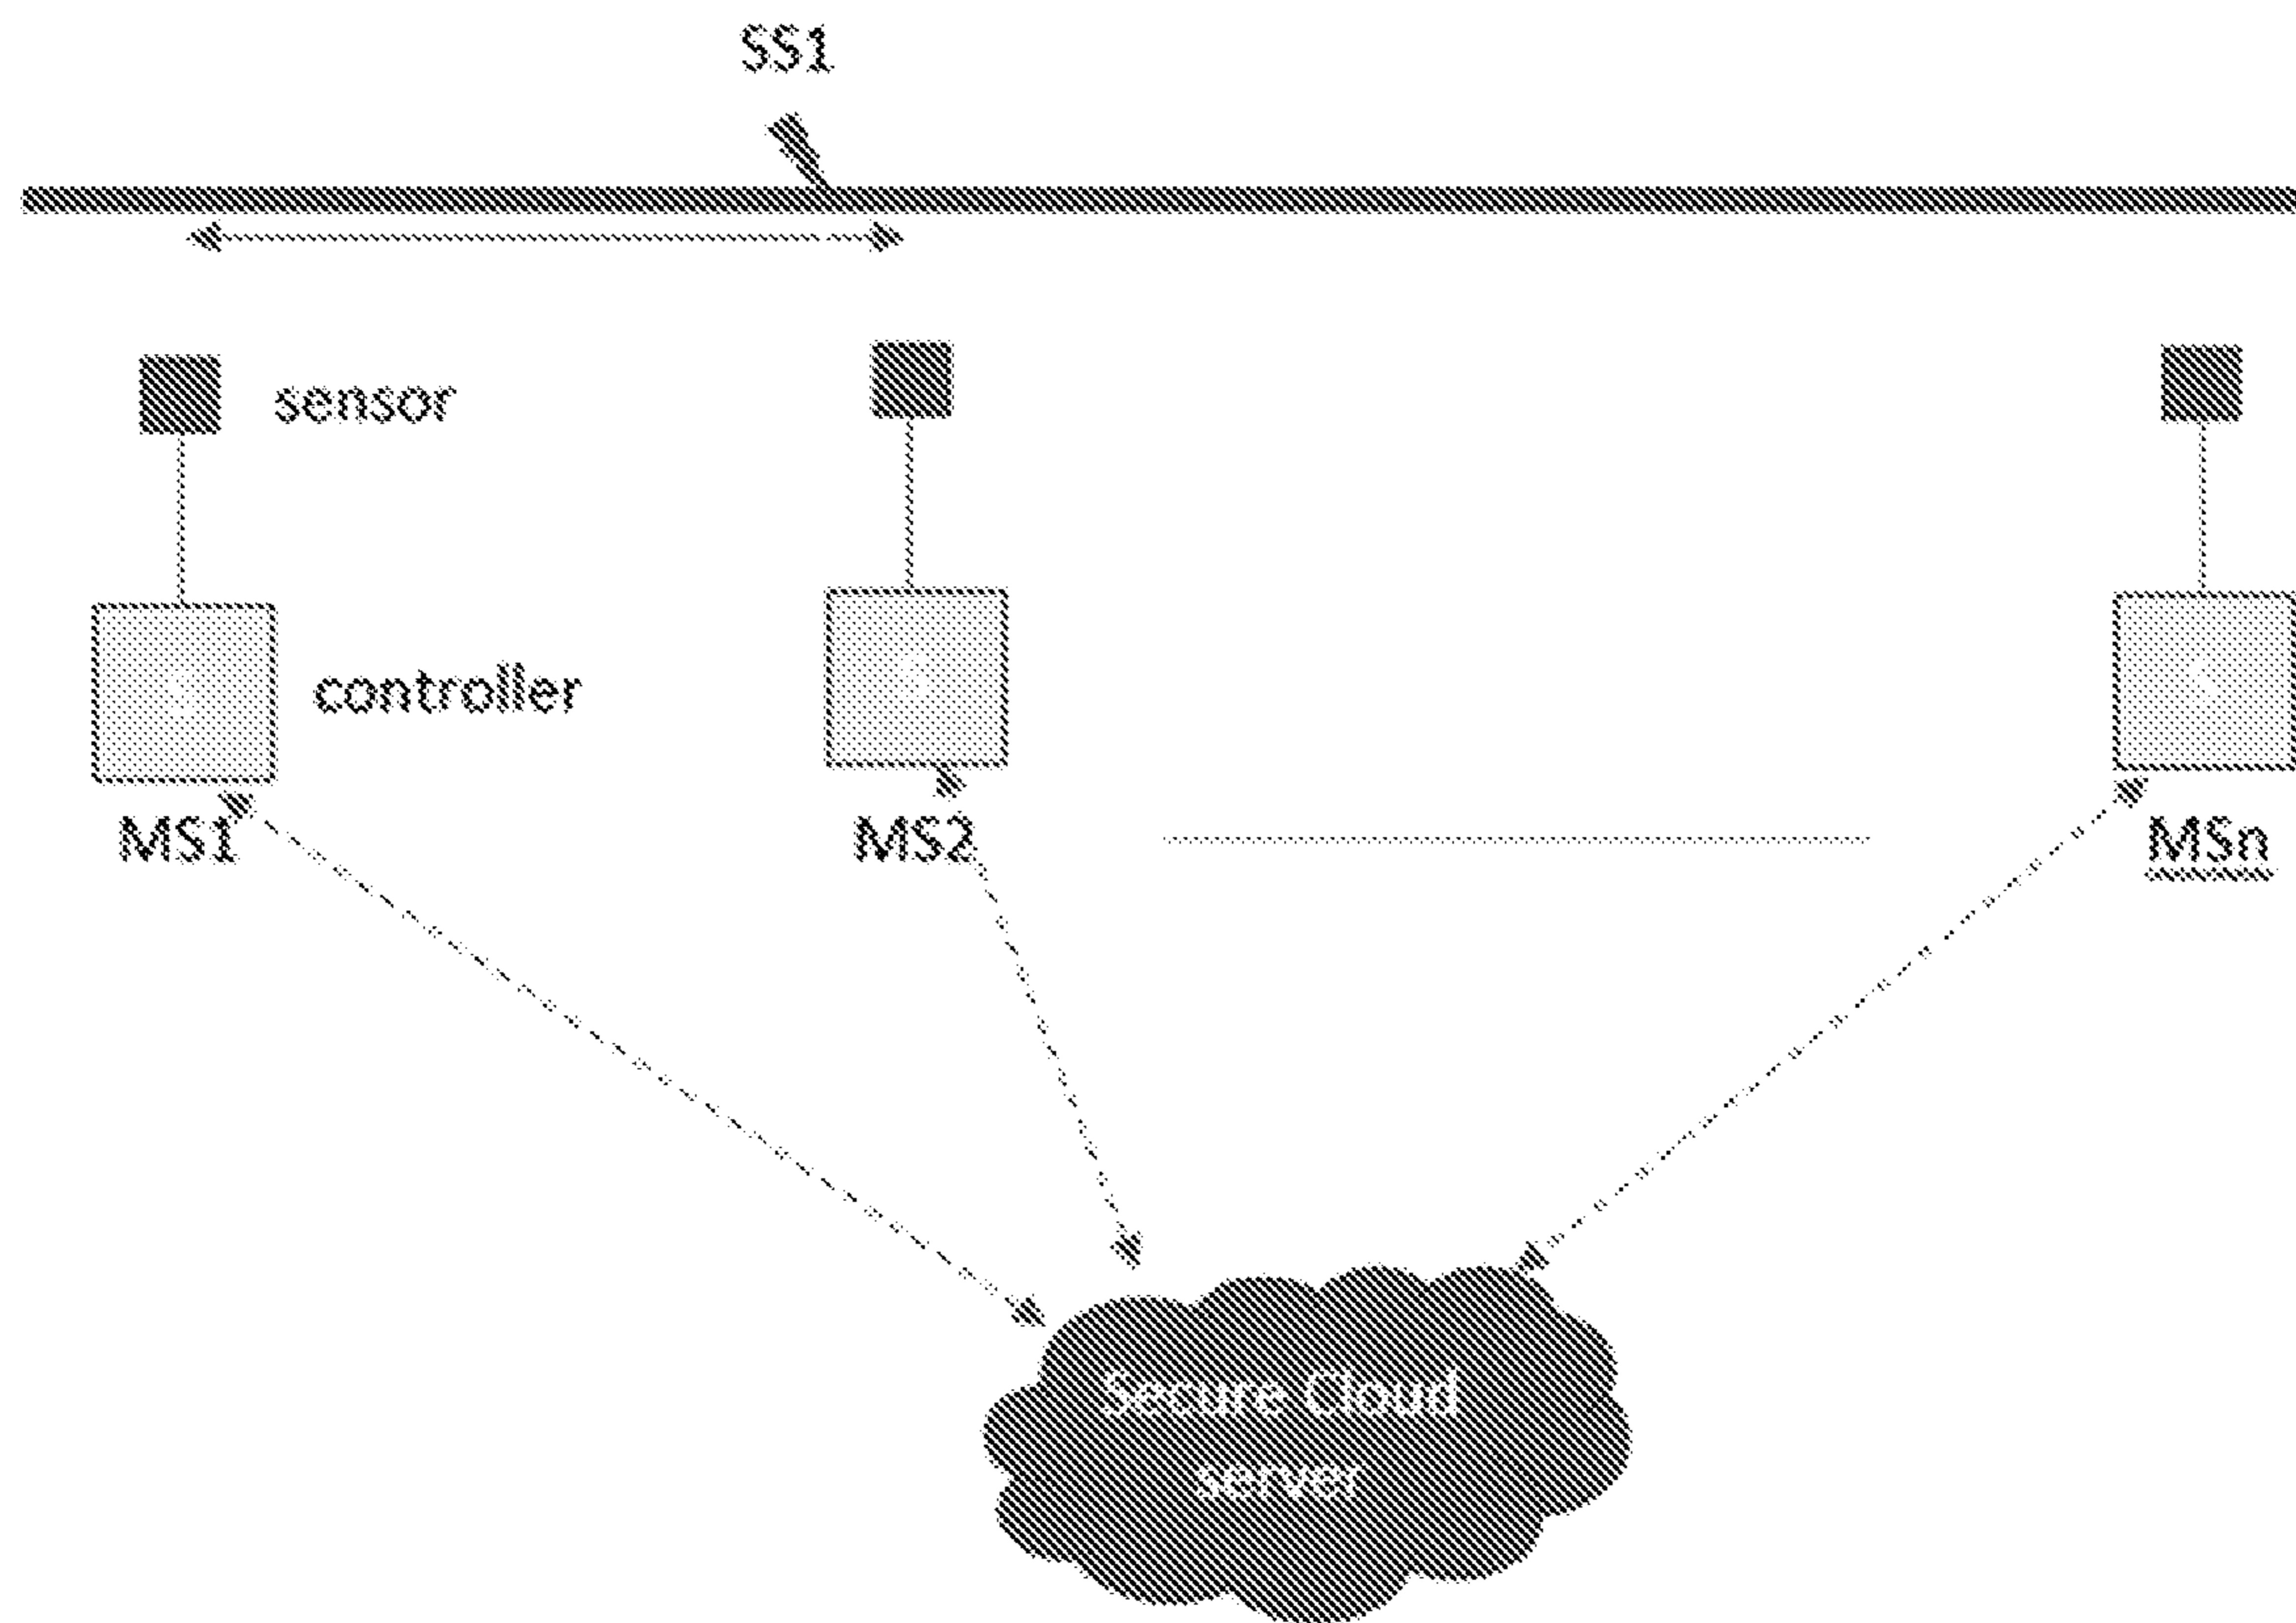 SS1
sensor
controller
MS1
MS2
MSn
Secure Cloud
server